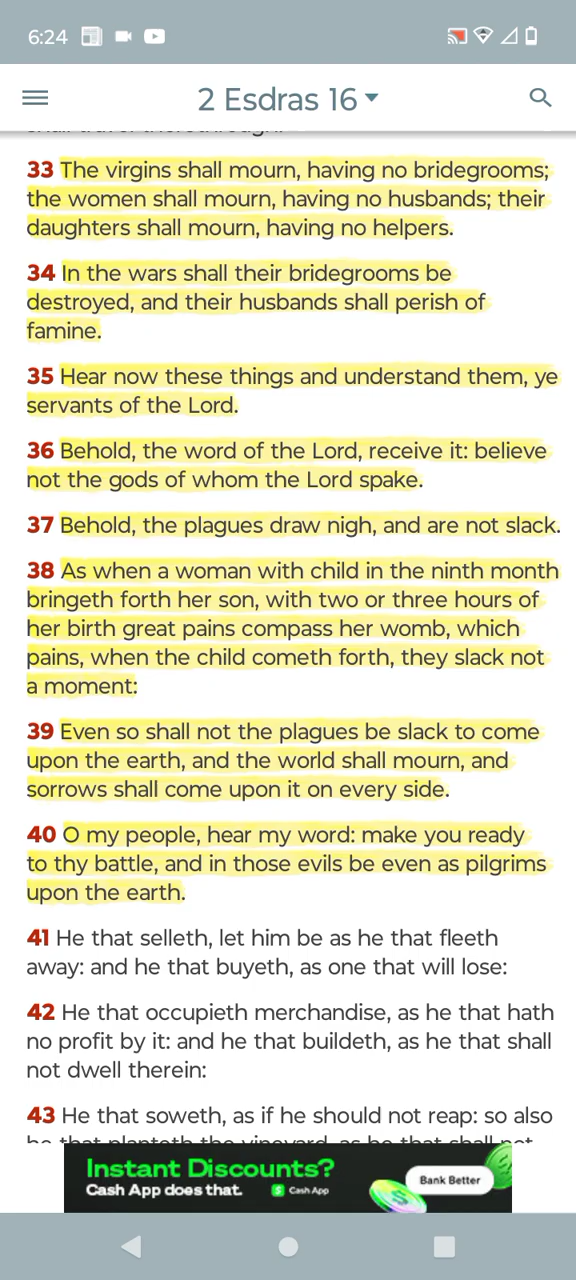 6:24
2 Esdras 16
33 The virgins shall mourn, having no bridegrooms;
the women shall mourn, having no husbands; their
daughters shall mourn, having no helpers.
34 In the wars shall their bridegrooms be
destroyed, and their husbands shall perish of
famine.
35 Hear now these things and understand them, ye
servants of the Lord.
36 Behold, the word of the Lord, receive it: believe
not the gods of whom the Lord spake.
37 Behold, the plagues draw nigh, and are not slack.
38 As when a woman with child in the ninth month
bringeth forth her son, with two or three hours of
her birth great pains compass her womb, which
pains, when the child cometh forth, they slack not
a moment:
39 Even so shall not the plagues be slack to come
upon the earth, and the world shall mourn, and
sorrows shall come upon it on every side.
40 O my people, hear my word: make you ready
to thy battle, and in those evils be even as pilgrims
upon the earth.
41 He that selleth, let him be as he that fleeth
away: and he that buyeth, as one that will lose:
42 He that occupieth merchandise, as he that hath
no profit by it: and he that buildeth, as he that shall
not dwell therein:
43 He that soweth, as if he should not reap: so also
he that planteth the vineyard, as he that shall not
Instant Discounts?
Cash App does that.
Cash App
Bank Better